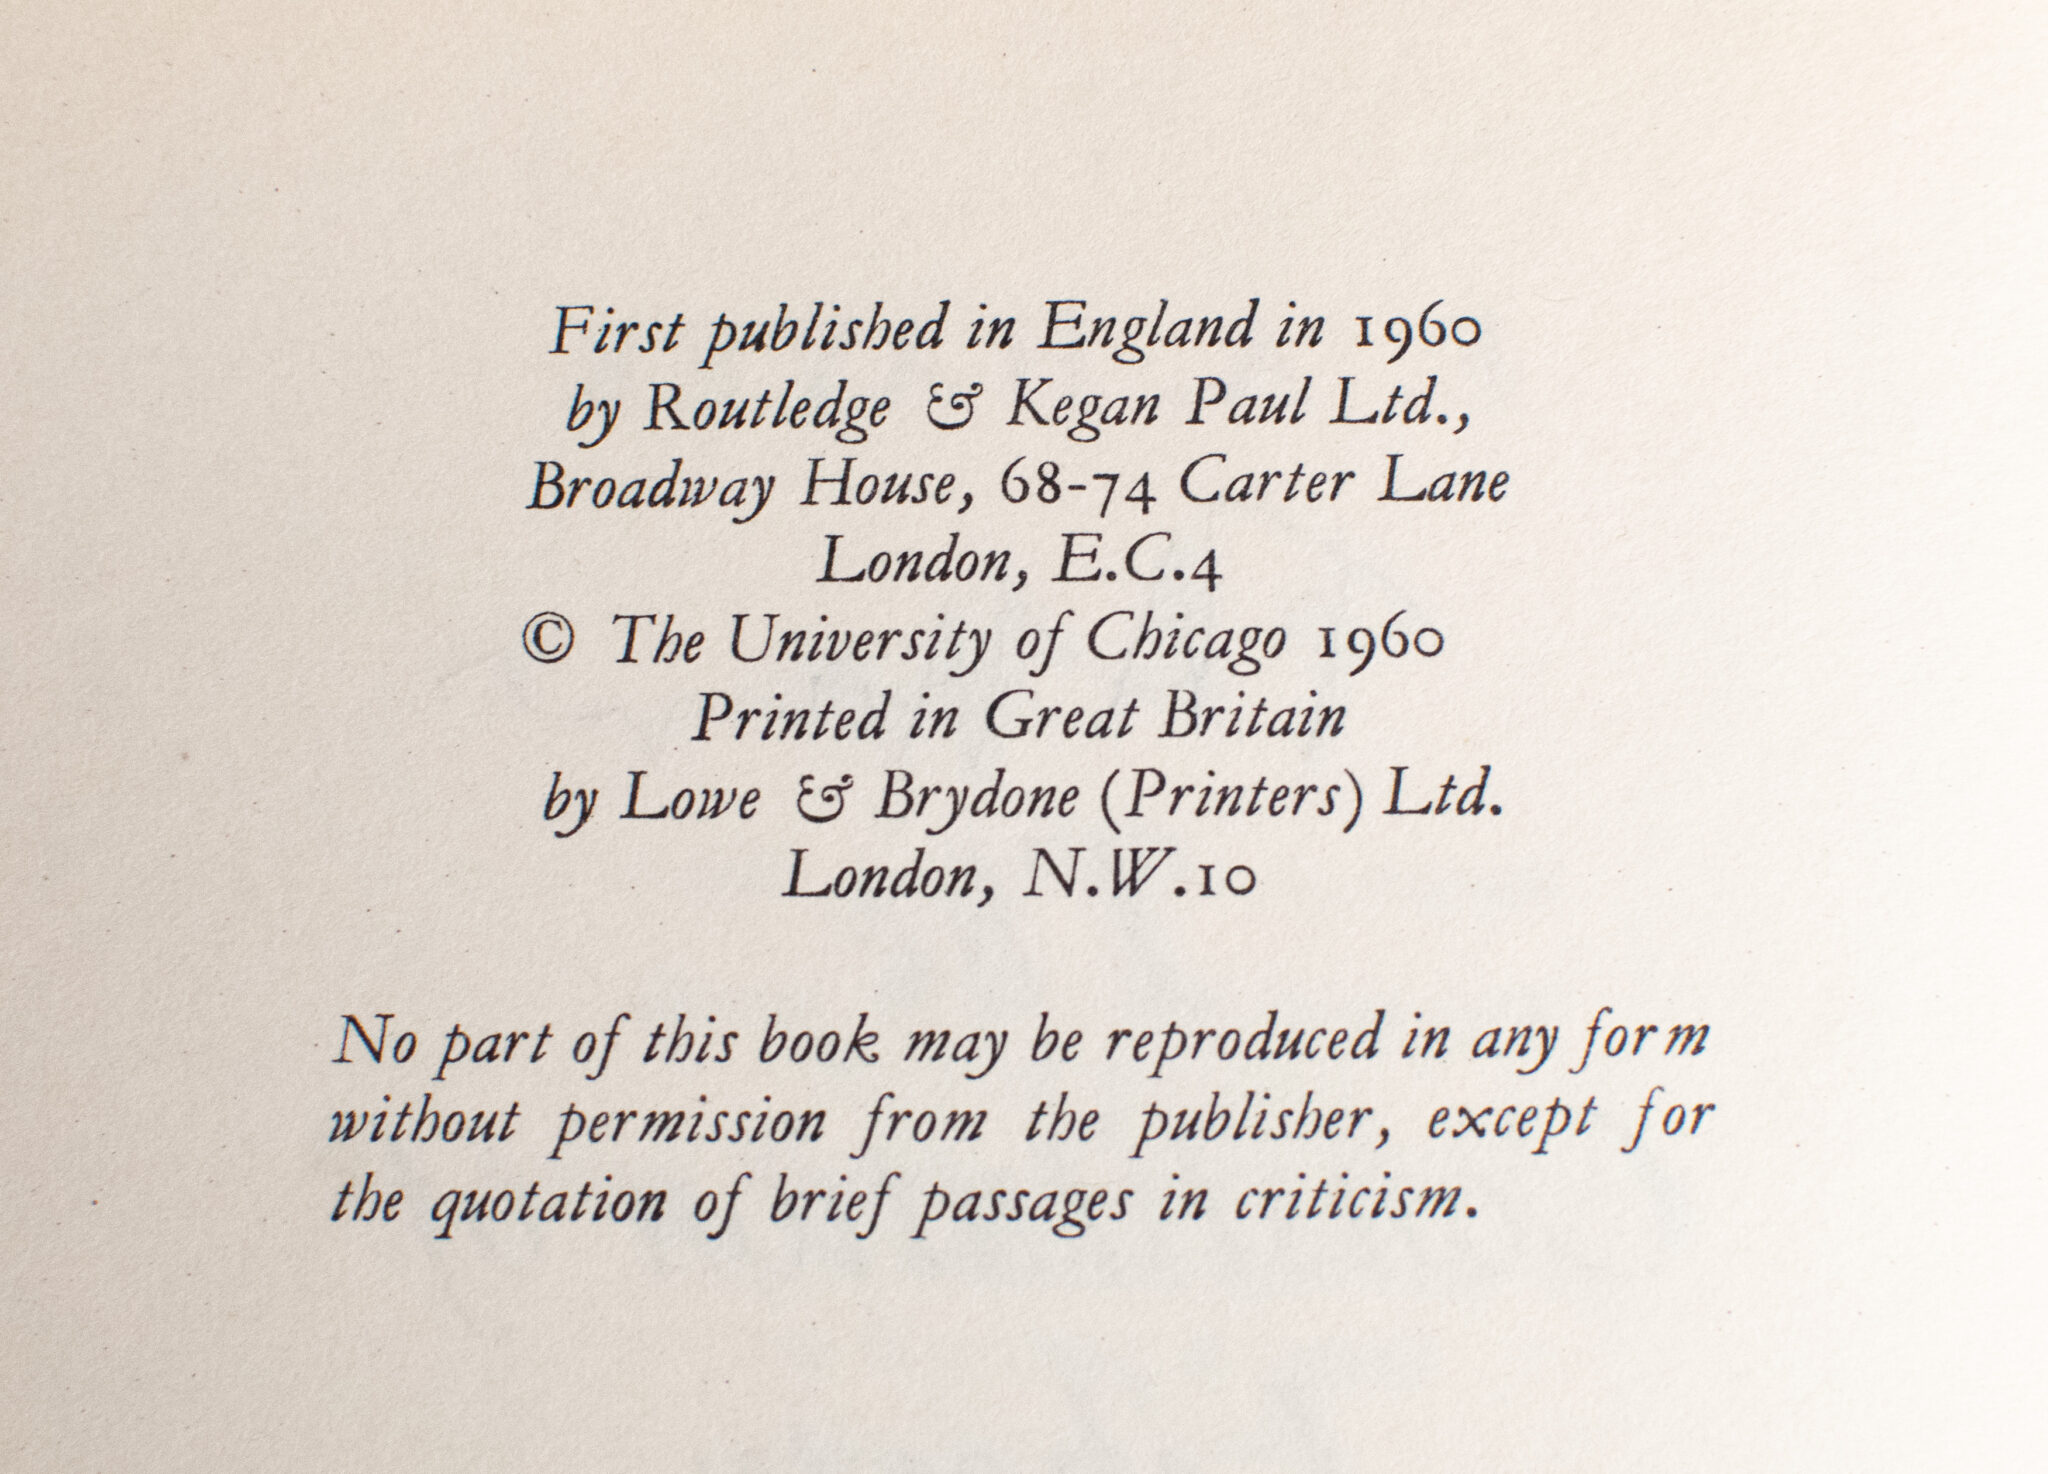 First published in England in 1960
by Routledge & Kegan Paul Ltd.,
Broadway House, 68-74 Carter Lane
London, E.C.4
© The University of Chicago 1960
Printed in Great Britain
by Lowe & Brydone (Printers) Ltd.
London, N.W.10
No part of this book may be reproduced in any form
without permission from the publisher, except for
the quotation of brief passages in criticism.